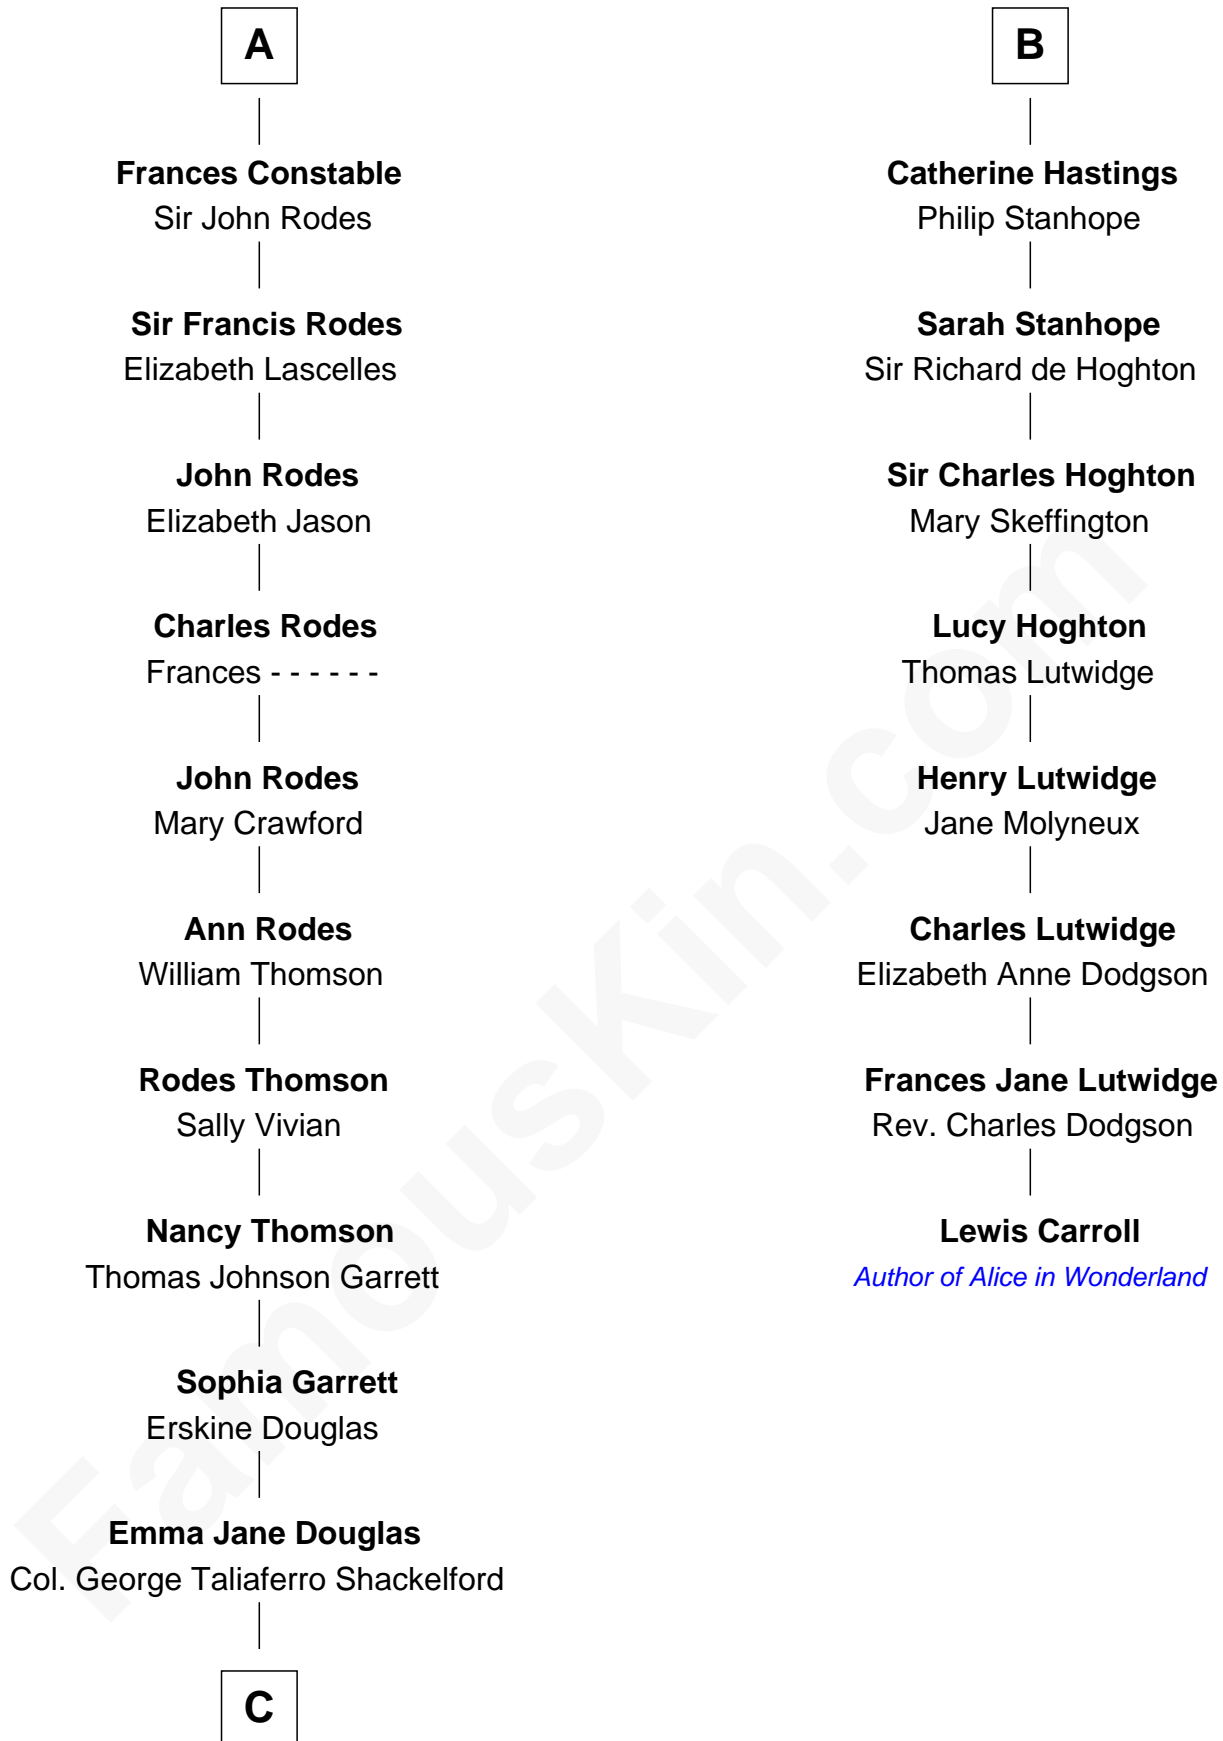 A
Frances Constable
Sir John Rodes
Sir Francis Rodes
Elizabeth Lascelles
John Rodes
Elizabeth Jason
Charles Rodes
Frances - - - - - -
John Rodes
Mary Crawford
Ann Rodes
William Thomson
Rodes Thomson
Sally Vivian
Nancy Thomson
Thomas Johnson Garrett
Sophia Garrett
Erskine Douglas
Emma Jane Douglas
Col. George Taliaferro Shackelford
C
B
Catherine Hastings
Philip Stanhope
Sarah Stanhope
Sir Richard de Hoghton
Sir Charles Hoghton
Mary Skeffington
Lucy Hoghton
Thomas Lutwidge
Henry Lutwidge
Jane Molyneux
Charles Lutwidge
Elizabeth Anne Dodgson
Frances Jane Lutwidge
Rev. Charles Dodgson
Lewis Carroll
Author of Alice in Wonderland
FamousKin.com